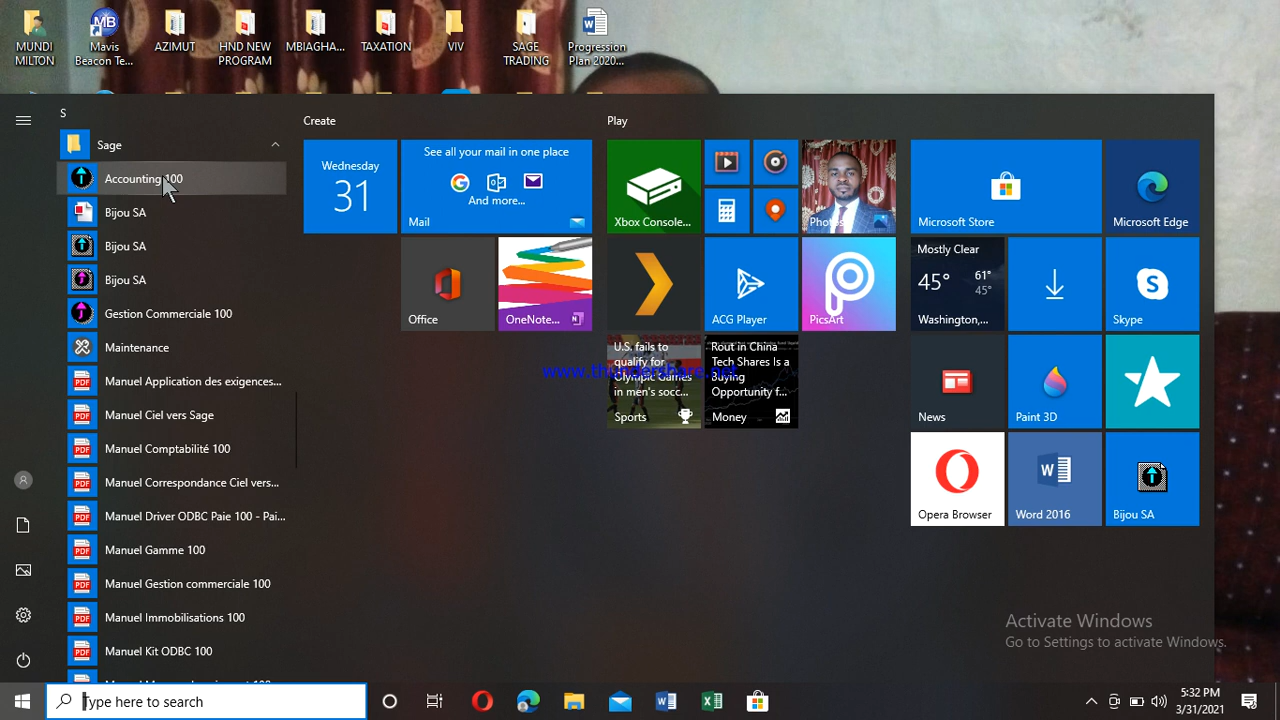 MUNDI
MILTON
MB
Mavis
Beacon Te...
AZIMUT
HND NEW
PROGRAM
MBIAGHA...
TAXATION
VIV
SAGE
TRADING
Progression
Plan 2020...
S
Sage
Accounting 100
Bijou SA
Bijou SA
Bijou SA
Gestion Commerciale 100
Maintenance
Manuel Application des exigences...
Manuel Ciel vers Sage
Manuel Comptabilité 100
Manuel Correspondance Ciel vers...
Manuel Driver ODBC Paie 100 - Pai...
Manuel Gamme 100
Manuel Gestion commerciale 100
Manuel Immobilisations 100
Manuel Kit ODBC 100
Create
Wednesday
31
See all your mail in one place
And more...
Mail
Office
OneNote...
Play
Xbox Console...
Photos
ACG Player
PicsArt
U.S. fails to
qualify for
Olympic Games
in men's socc...
Sports
Rout in China
Tech Shares Is a
Buying
Opportunity f...
Money
www.thundershare.net
Microsoft Store
Microsoft Edge
Mostly Clear
45° 61°
45°
Washington,...
Skype
News
Paint 3D
Opera Browser
Word 2016
Bijou SA
Activate Windows
Go to Settings to activate Windows.
Type here to search
5:32 PM
3/31/2021